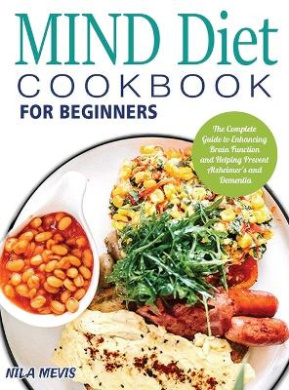 MIND Diet
COOKBOOK
FOR BEGINNERS
The Complete
Guide to Enhancing
Brain Function
and Helping Prevent
Alzheimer's and
Dementia
NILA MEVIS